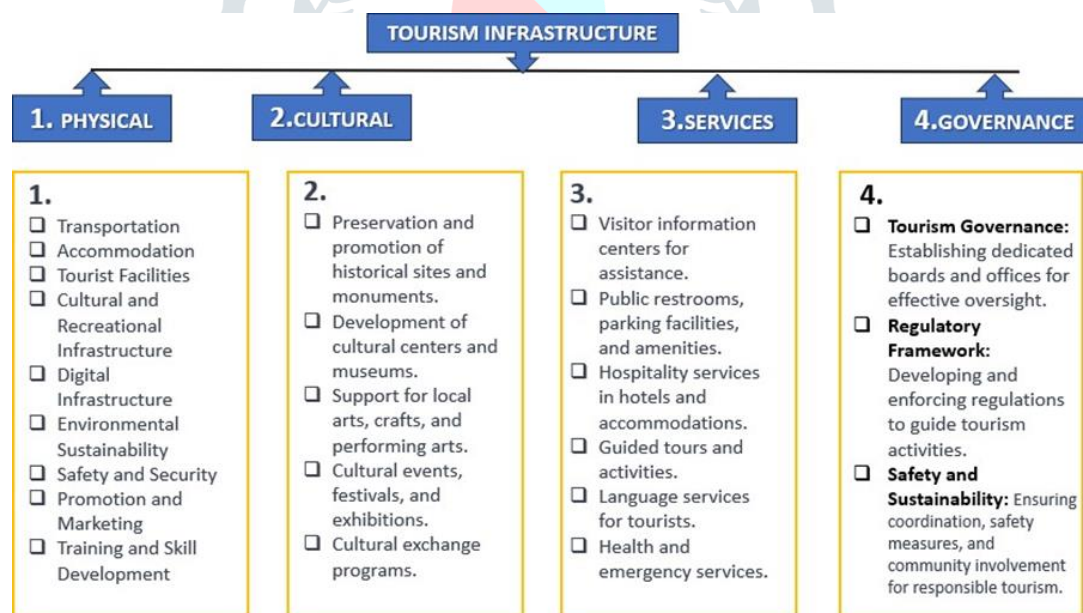 TOURISM INFRASTRUCTURE
1. PHYSICAL
2.CULTURAL
3.SERVICES
4.GOVERNANCE
1.
Transportation
Accommodation
Tourist Facilities
Cultural and
Recreational
Infrastructure
Digital
Infrastructure
Environmental
Sustainability
Safety and Security
Promotion and
Marketing
Training and Skill
Development
2.
Preservation and
promotion of
historical sites and
monuments.
Development of
cultural centers and
museums.
Support for local
arts, crafts, and
performing arts.
Cultural events,
festivals, and
exhibitions.
Cultural exchange
programs.
3.
Visitor information
centers for
assistance.
Public restrooms,
parking facilities,
and amenities.
Hospitality services
in hotels and
accommodations.
Guided tours and
activities.
Language services
for tourists.
Health and
emergency services.
4.
Tourism Governance:
Establishing dedicated
boards and offices for
effective oversight.
Regulatory
Framework:
Developing and
enforcing regulations
to guide tourism
activities.
Safety and
Sustainability: Ensuring
coordination, safety
measures, and
community involvement
for responsible tourism.